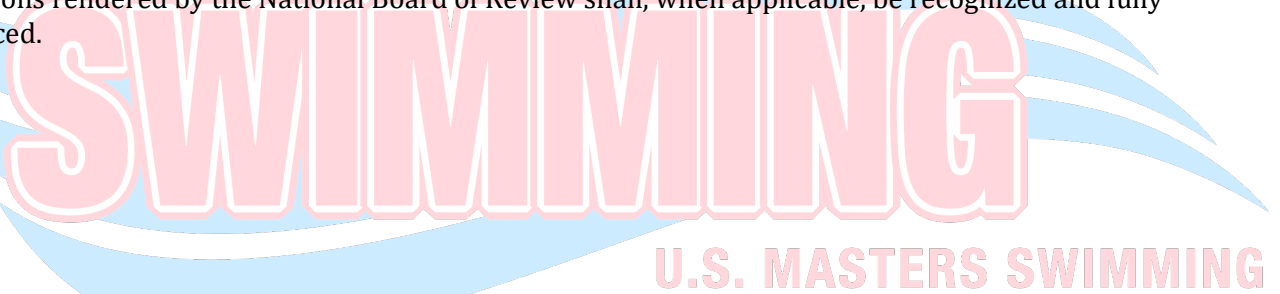 ons rendered by the National Board of Review shall, when applicable, be recognized and fully
ced.
SWIMMING
U.S. MASTERS SWIMMING